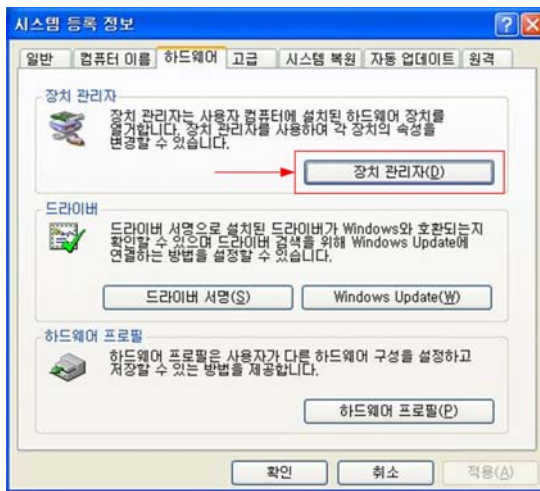 시스템 등록 정보
일반 컴퓨터 이름 하드웨어 고급 시스템 복원 자동 업데이트 원격
장치 관리자
장치 관리자는 사용자 컴퓨터에 설치된 하드웨어 장치를
열거합니다. 장치 관리자를 사용하여 각 장치의 속성을
변경할 수 있습니다.
장치 관리자(D)
드라이버
드라이버 서명으로 설치된 드라이버가 Windows와 호환되는지
확인할 수 있으며 드라이버 검색을 위해 Windows Update에
연결하는 방법을 설정할 수 있습니다.
드라이버 서명(S) Windows Update(W)
하드웨어 프로필
하드웨어 프로필은 사용자가 다른 하드웨어 구성을 설정하고
저장할 수 있는 방법을 제공합니다.
하드웨어 프로필(P)
확인 취소 적용(A)